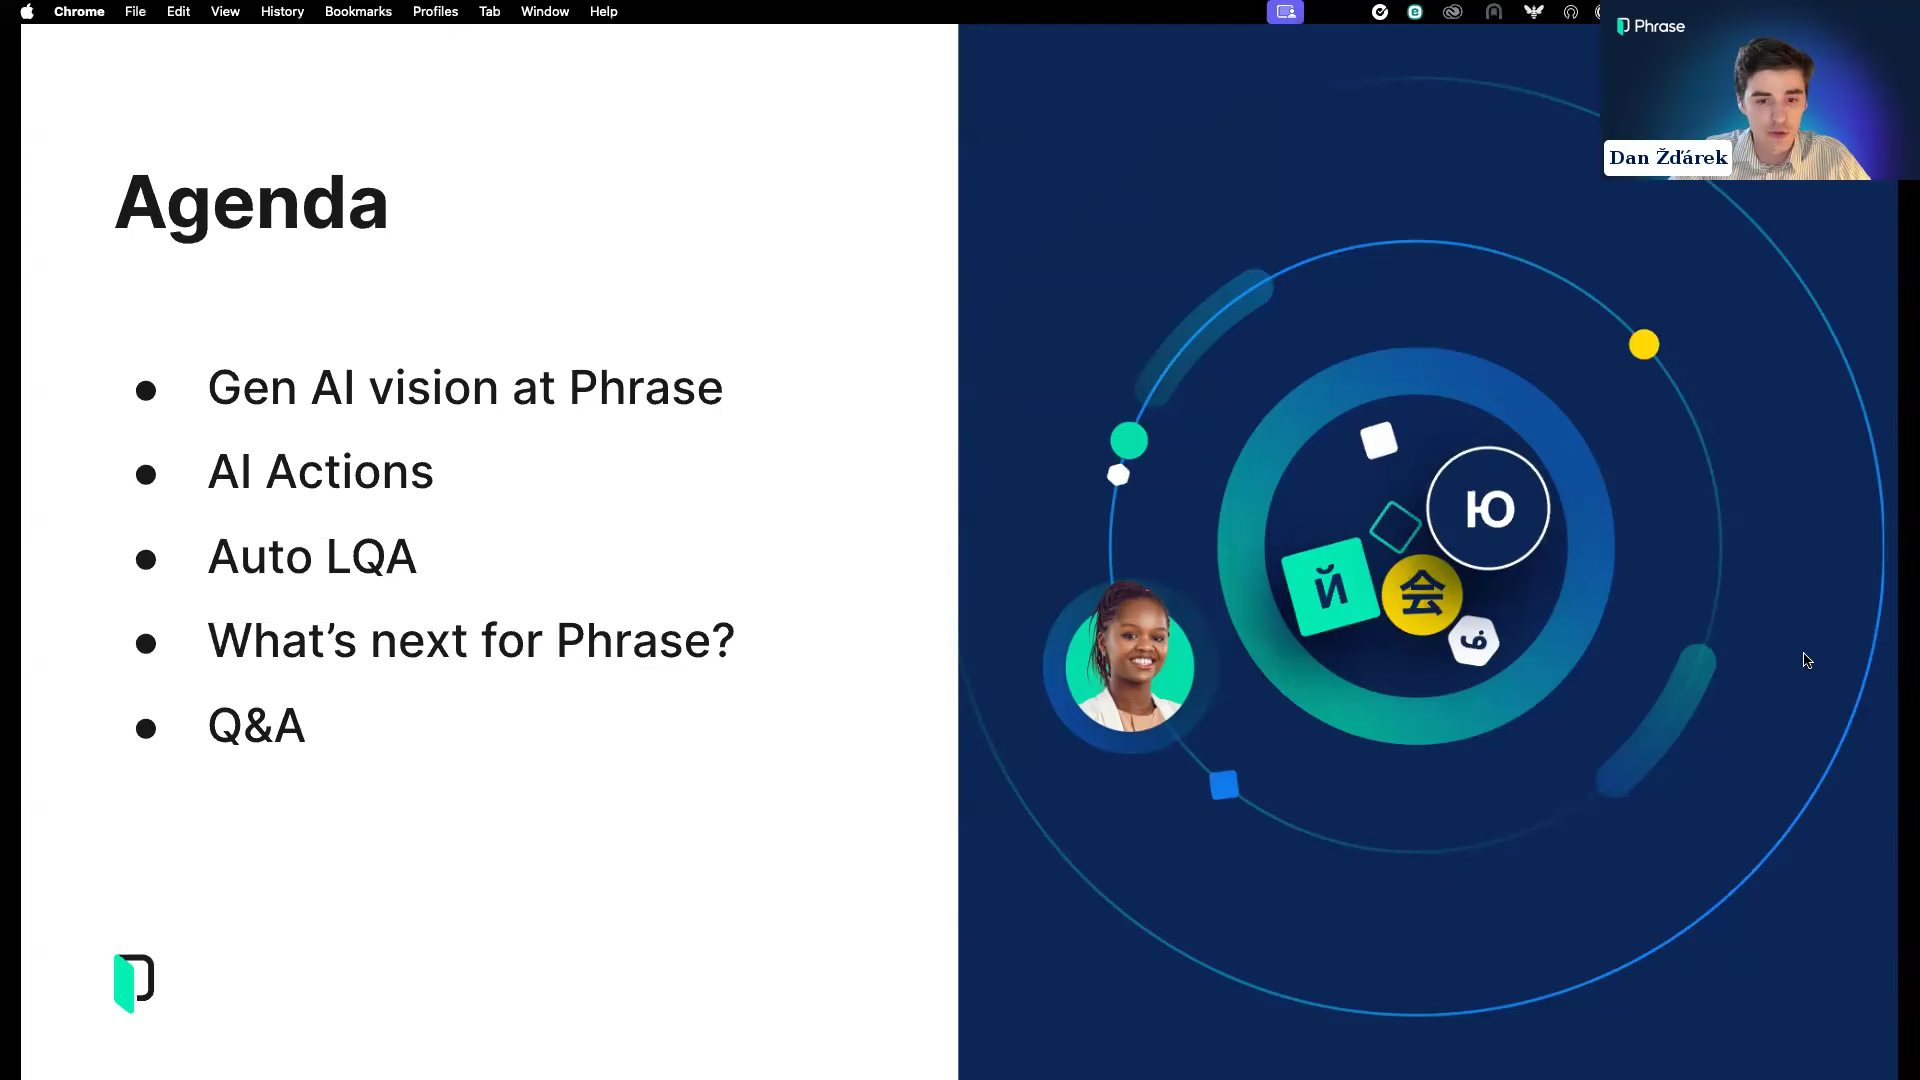 Chrome File Edit View History Bookmarks Profiles Tab Window Help
Phrase
Dan Žďárek
Agenda
● Gen AI vision at Phrase
● AI Actions
● Auto LQA
● What’s next for Phrase?
● Q&A
Ю
й
会
ق